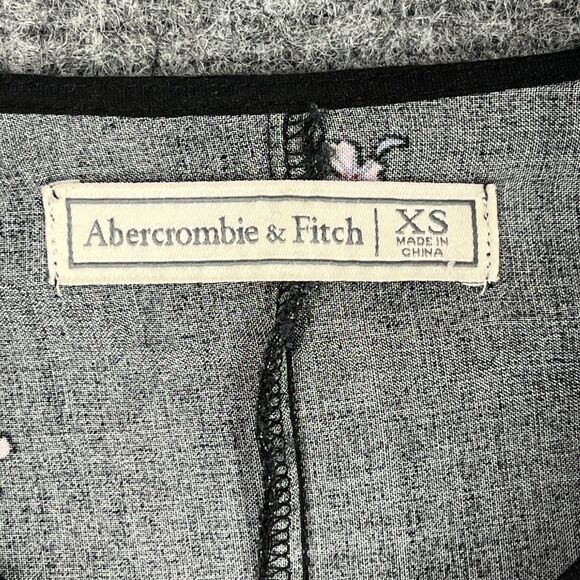 Abercrombie & Fitch | XS
MADE IN
CHINA